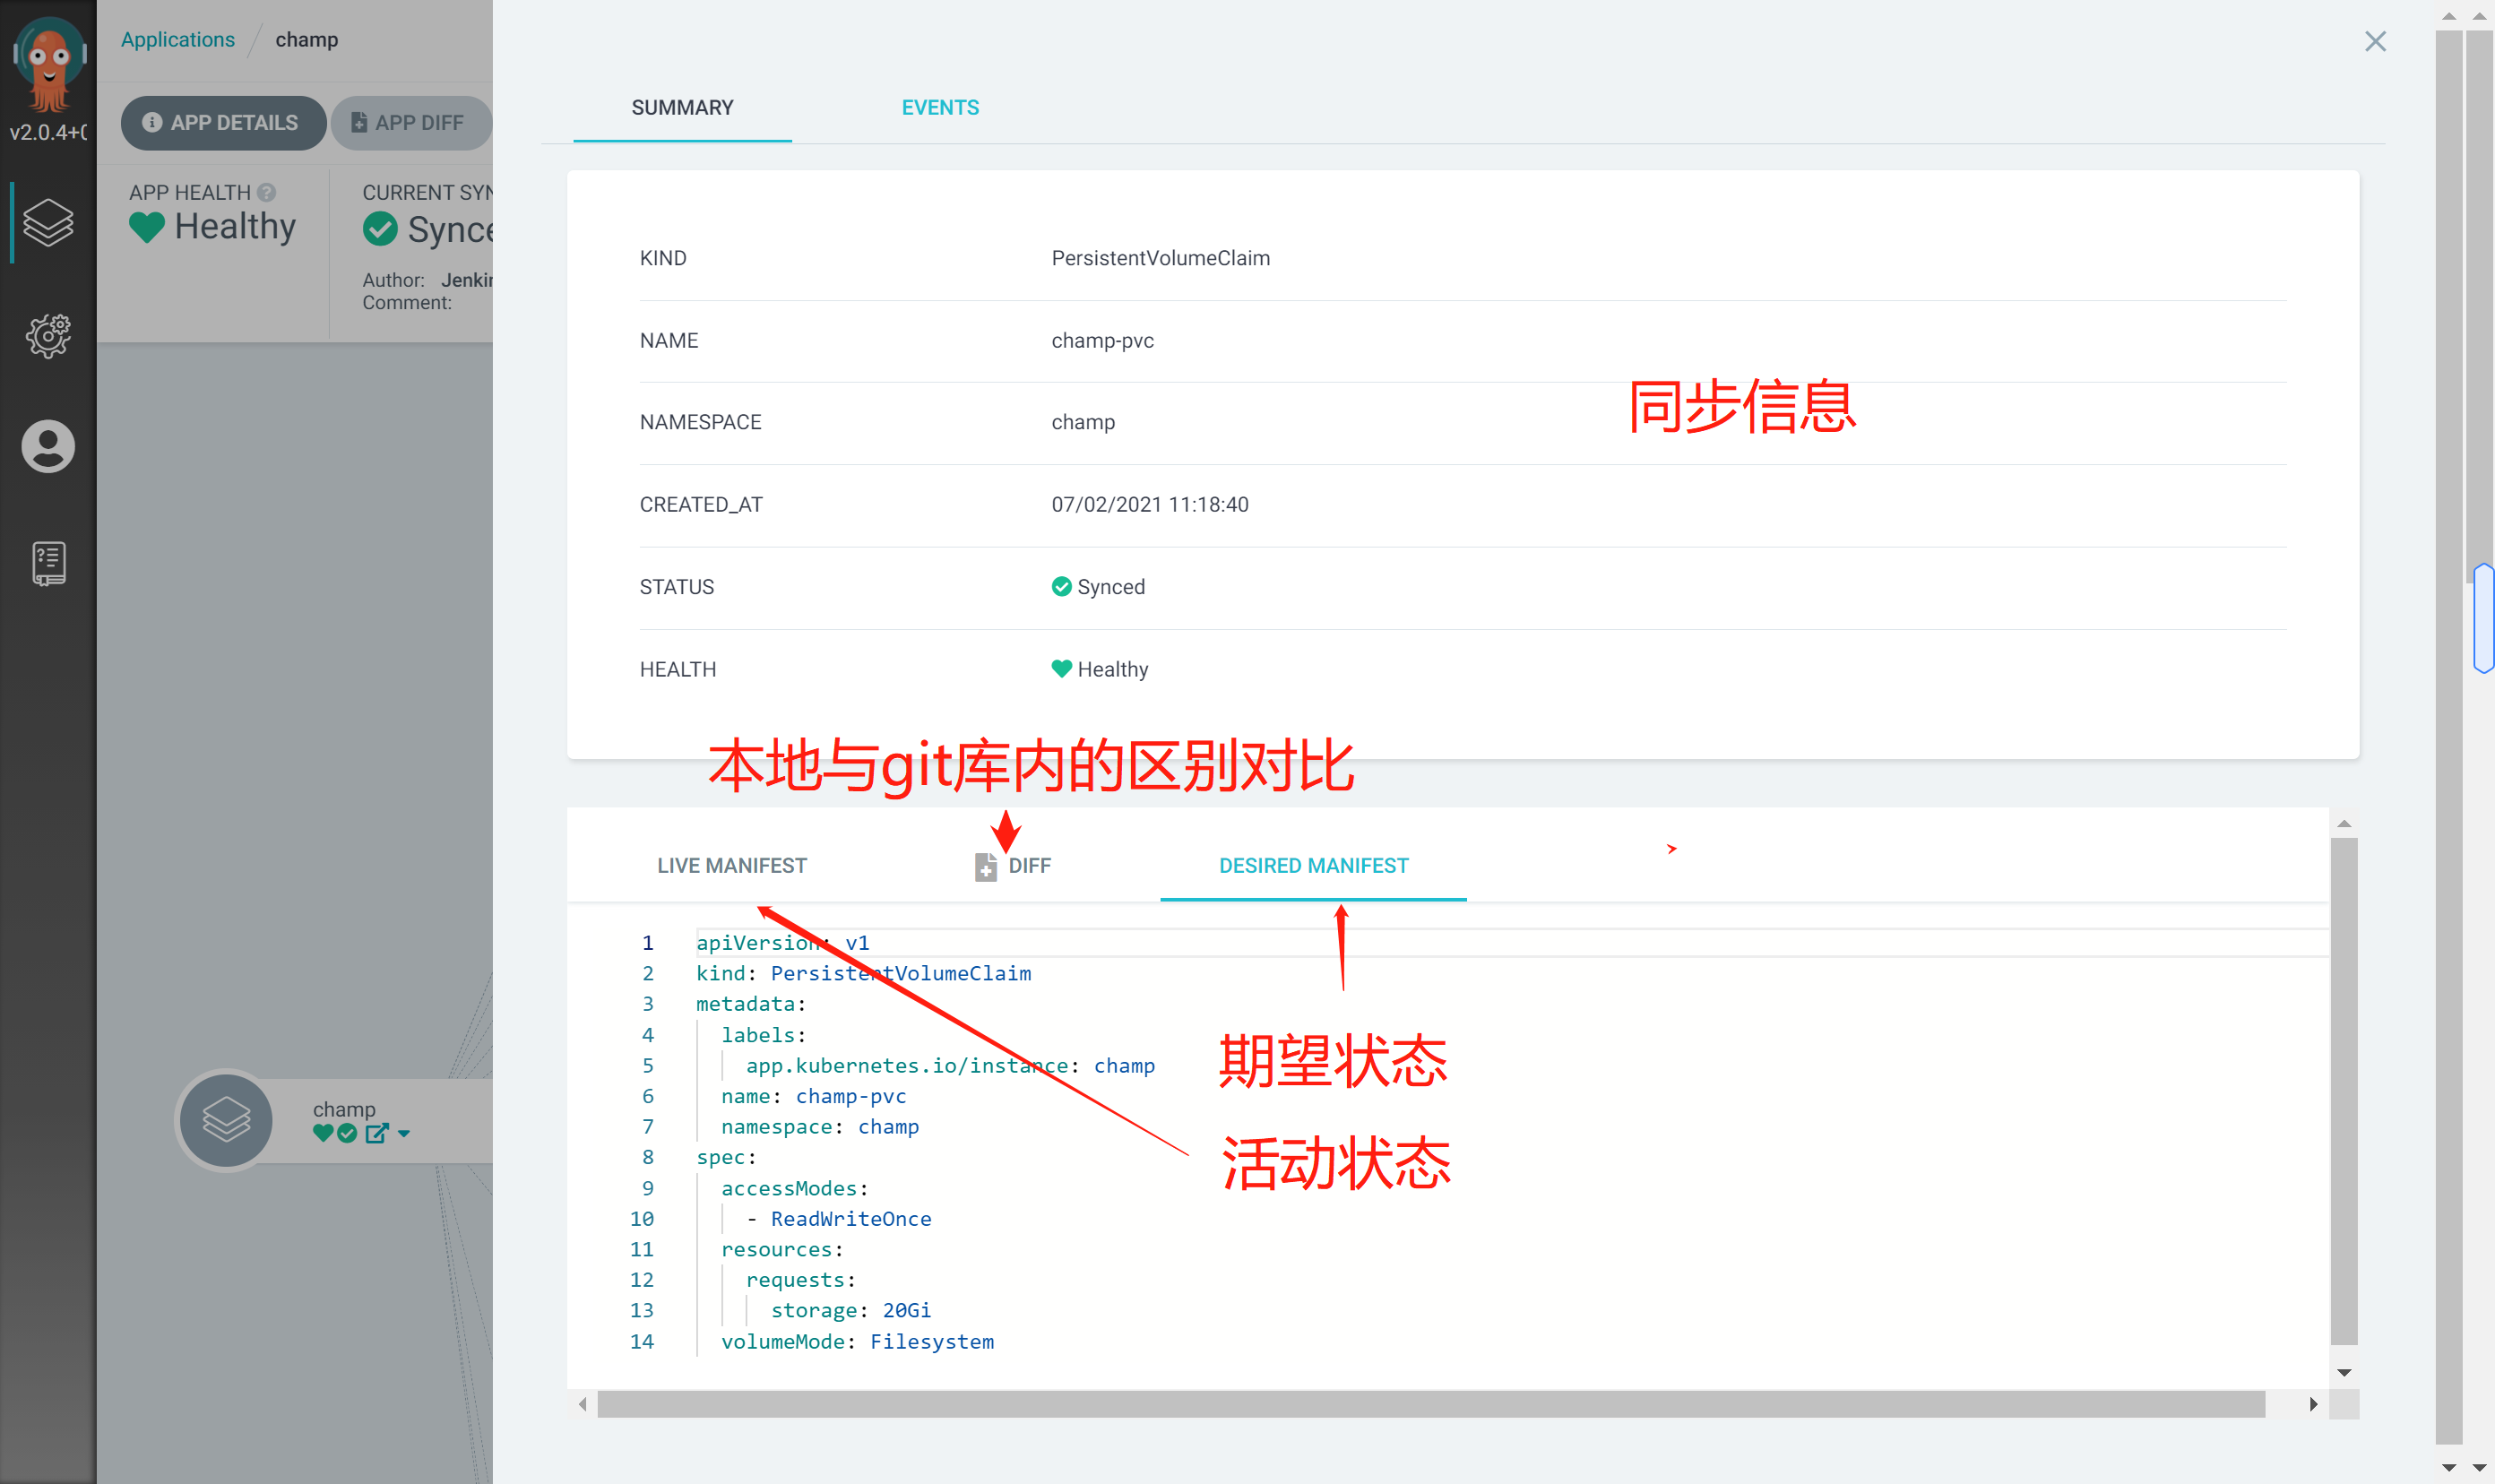 v2.0.4+
Applications / champ
APP DETAILS
APP DIFF
APP HEALTH
Healthy
CURRENT SYN
Synce
Author: Jenkin
Comment:
champ
SUMMARY
EVENTS
KIND PersistentVolumeClaim
NAME champ-pvc
NAMESPACE champ
同步信息
CREATED_AT 07/02/2021 11:18:40
STATUS Synced
HEALTH Healthy
本地与git库内的区别对比
LIVE MANIFEST
DIFF
DESIRED MANIFEST
1 apiVersion: v1
2 kind: PersistentVolumeClaim
3 metadata:
4 labels:
5 app.kubernetes.io/instance: champ
6 name: champ-pvc
7 namespace: champ
8 spec:
9 accessModes:
10 - ReadWriteOnce
11 resources:
12 requests:
13 storage: 20Gi
14 volumeMode: Filesystem
期望状态
活动状态